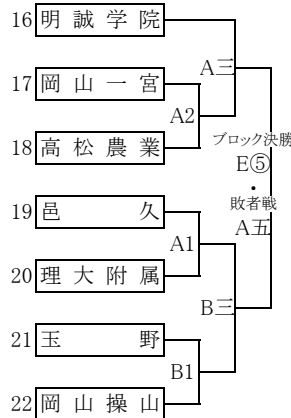 16 明誠学院
A三
17 岡山一宮
A2
18 高松農業
ブロック決勝
E⑤
・
敗者戦
A五
19 邑久
A1
20 理大附属
B三
21 玉野
B1
22 岡山操山